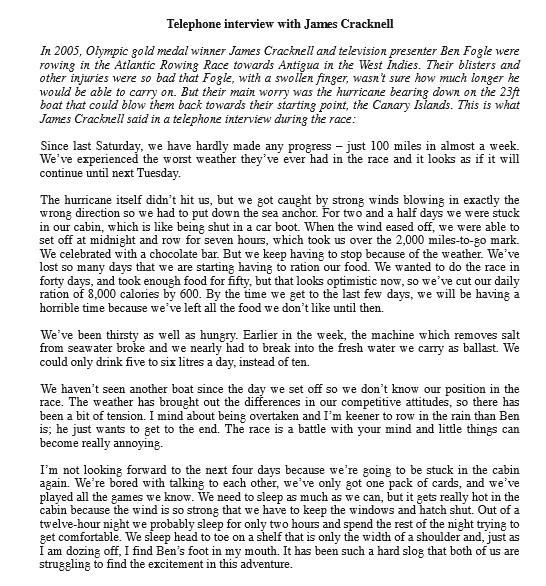 Telephone interview with James Cracknell
In 2005, Olympic gold medal winner James Cracknell and television presenter Ben Fogle were
rowing in the Atlantic Rowing Race towards Antigua in the West Indies. Their blisters and
other injuries were so bad that Fogle, with a swollen finger, wasn't sure how much longer he
would be able to carry on. But their main worry was the hurricane bearing down on the 23ft
boat that could blow them back towards their starting point, the Canary Islands. This is what
James Cracknell said in a telephone interview during the race:
Since last Saturday, we have hardly made any progress – just 100 miles in almost a week.
We've experienced the worst weather they've ever had in the race and it looks as if it will
continue until next Tuesday.
The hurricane itself didn't hit us, but we got caught by strong winds blowing in exactly the
wrong direction so we had to put down the sea anchor. For two and a half days we were stuck
in our cabin, which is like being shut in a car boot. When the wind eased off, we were able to
set off at midnight and row for seven hours, which took us over the 2,000 miles-to-go mark.
We celebrated with a chocolate bar. But we keep having to stop because of the weather. We've
lost so many days that we are starting having to ration our food. We wanted to do the race in
forty days, and took enough food for fifty, but that looks optimistic now, so we've cut our daily
ration of 8,000 calories by 600. By the time we get to the last few days, we will be having a
horrible time because we've left all the food we don't like until then.
We've been thirsty as well as hungry. Earlier in the week, the machine which removes salt
from seawater broke and we nearly had to break into the fresh water we carry as ballast. We
could only drink five to six litres a day, instead of ten.
We haven't seen another boat since the day we set off so we don't know our position in the
race. The weather has brought out the differences in our competitive attitudes, so there has
been a bit of tension. I mind about being overtaken and I'm keener to row in the rain than Ben
is; he just wants to get to the end. The race is a battle with your mind and little things can
become really annoying.
I'm not looking forward to the next four days because we're going to be stuck in the cabin
again. We're bored with talking to each other, we've only got one pack of cards, and we've
played all the games we know. We need to sleep as much as we can, but it gets really hot in the
cabin because the wind is so strong that we have to keep the windows and hatch shut. Out of a
twelve-hour night we probably sleep for only two hours and spend the rest of the night trying to
get comfortable. We sleep head to toe on a shelf that is only the width of a shoulder and, just as
I am dozing off, I find Ben's foot in my mouth. It has been such a hard slog that both of us are
struggling to find the excitement in this adventure.